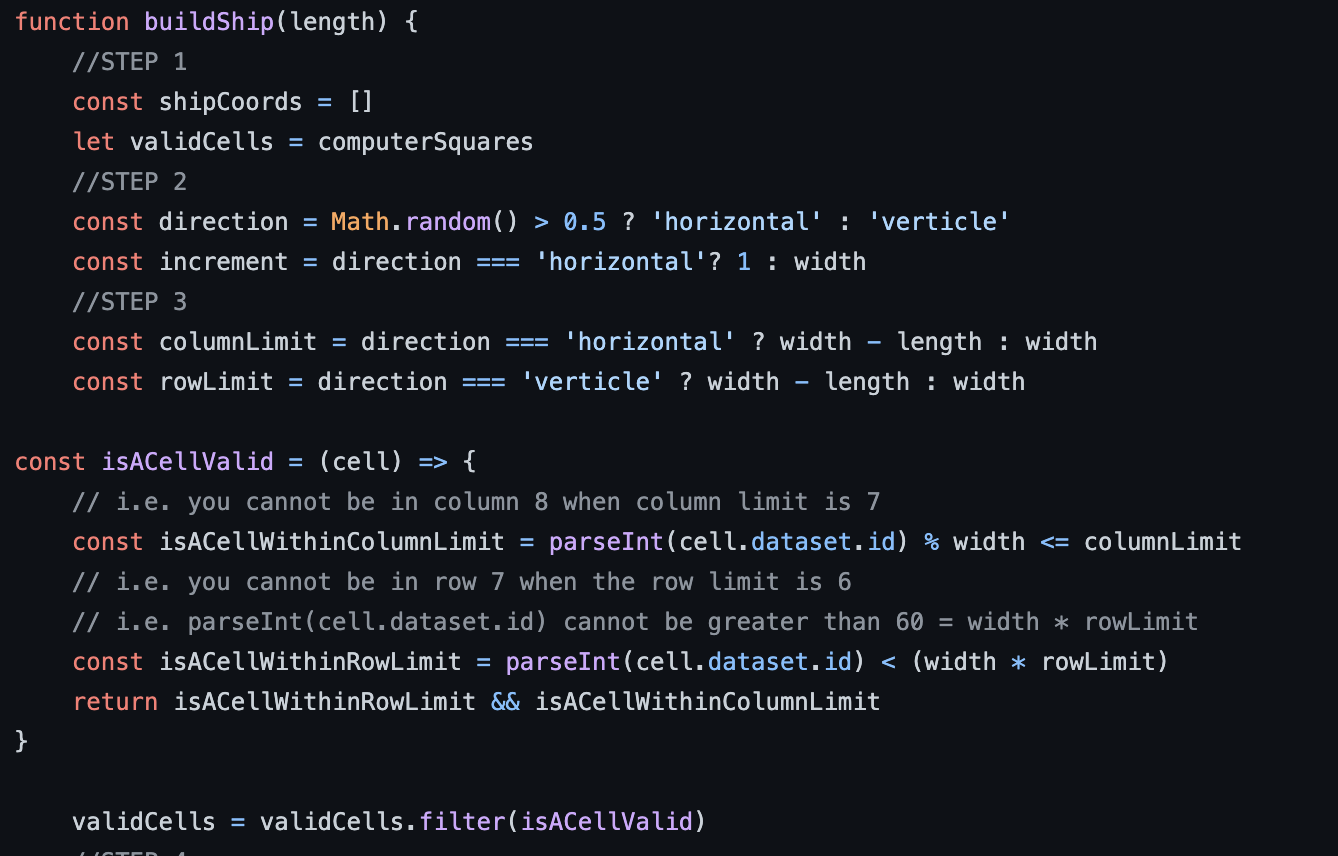 function buildShip(length) {
    //STEP 1
    const shipCoords = []
    let validCells = computerSquares
    //STEP 2
    const direction = Math.random() > 0.5 ? 'horizontal' : 'verticle'
    const increment = direction === 'horizontal'? 1 : width
    //STEP 3
    const columnLimit = direction === 'horizontal' ? width - length : width
    const rowLimit = direction === 'verticle' ? width - length : width

const isACellValid = (cell) => {
    // i.e. you cannot be in column 8 when column limit is 7
    const isACellWithinColumnLimit = parseInt(cell.dataset.id) % width <= columnLimit
    // i.e. you cannot be in row 7 when the row limit is 6
    // i.e. parseInt(cell.dataset.id) cannot be greater than 60 = width * rowLimit
    const isACellWithinRowLimit = parseInt(cell.dataset.id) < (width * rowLimit)
    return isACellWithinRowLimit && isACellWithinColumnLimit
}

    validCells = validCells.filter(isACellValid)
    //STEP 4